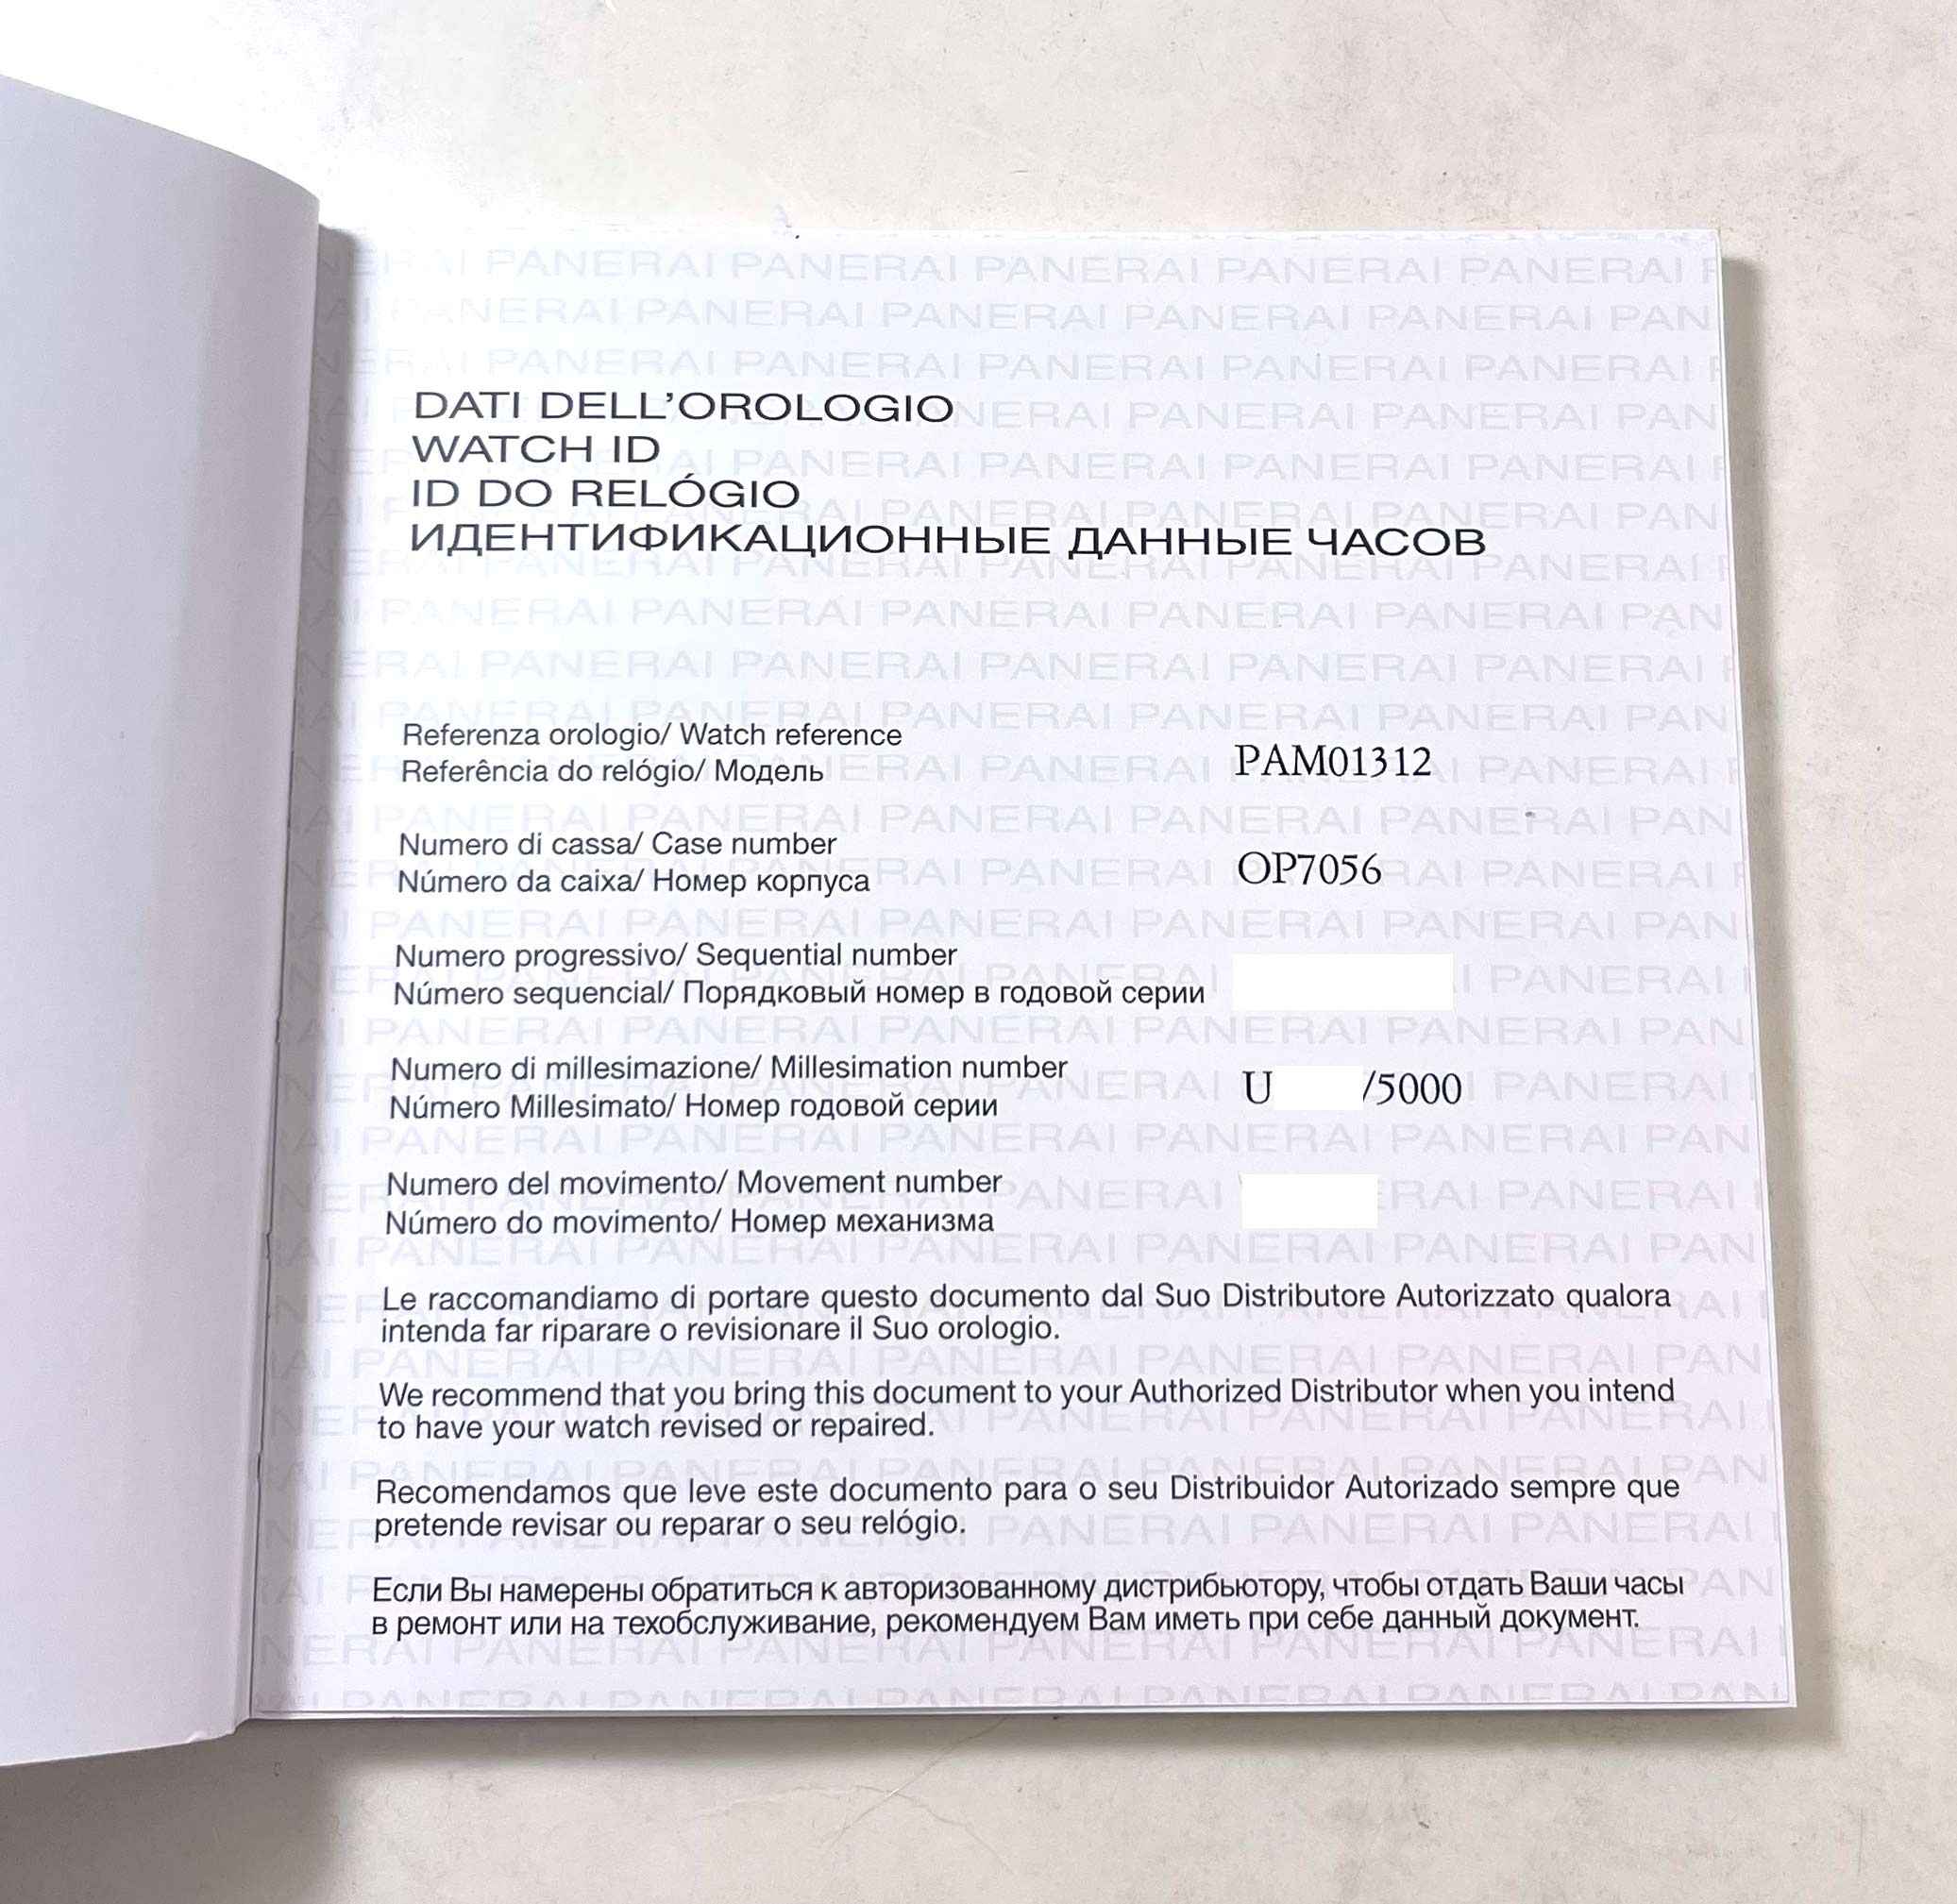 DATI DELL'OROLOGIO
WATCH ID
ID DO RELÓGIO
ИДЕНТИФИКАЦИОННЫЕ ДАННЫЕ ЧАСОВ
Referenza orologio/ Watch reference
Referência do relógio/ Модель
PAM01312
Numero di cassa/ Case number
Número da caixa/ Номер корпуса
OP7056
Numero progressivo/ Sequential number
Número sequencial/ Порядковый номер в годовой серии
Numero di millesimazione/ Millesimation number
Número Millesimato/ Номер годовой серии
U /5000
Numero del movimento/ Movement number
Número do movimento/ Номер механизма
Le raccomandiamo di portare questo documento dal Suo Distributore Autorizzato qualora
intenda far riparare o revisionare il Suo orologio.
We recommend that you bring this document to your Authorized Distributor when you intend
to have your watch revised or repaired.
Recomendamos que leve este documento para o seu Distribuidor Autorizado sempre que
pretende revisar ou reparar o seu relógio.
Если Вы намерены обратиться к авторизованному дистрибьютору, чтобы отдать Ваши часы
в ремонт или на техобслуживание, рекомендуем Вам иметь при себе данный документ.